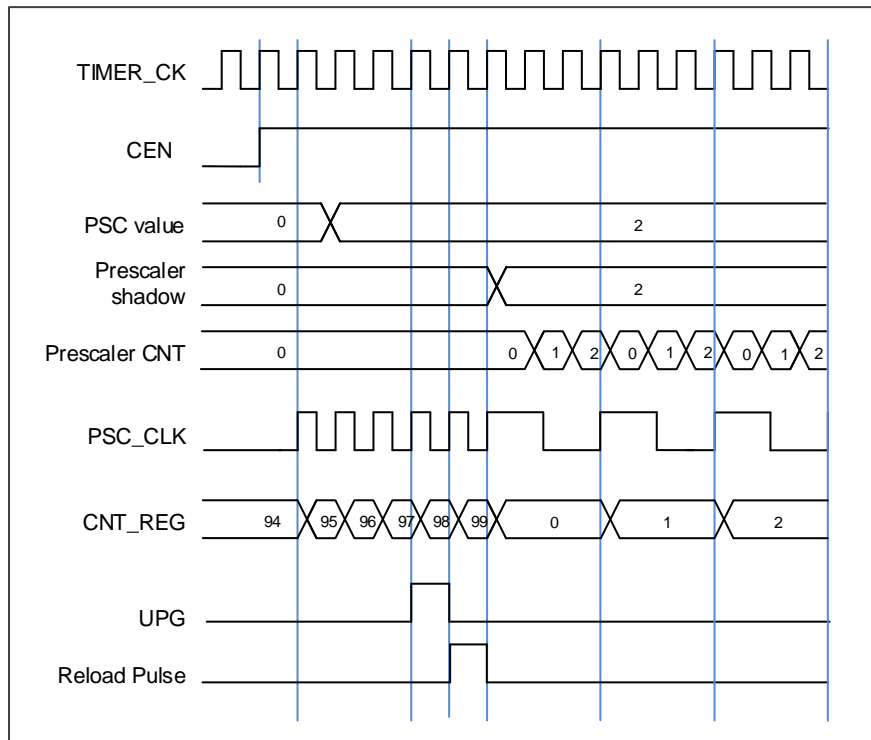 TIMER_CK
CEN
PSC value 0 2
Prescaler
shadow 0 2
Prescaler CNT 0 0 1 2 0 1 2 0 1 2
PSC_CLK
CNT_REG 94 95 96 97 98 99 0 1 2
UPG
Reload Pulse